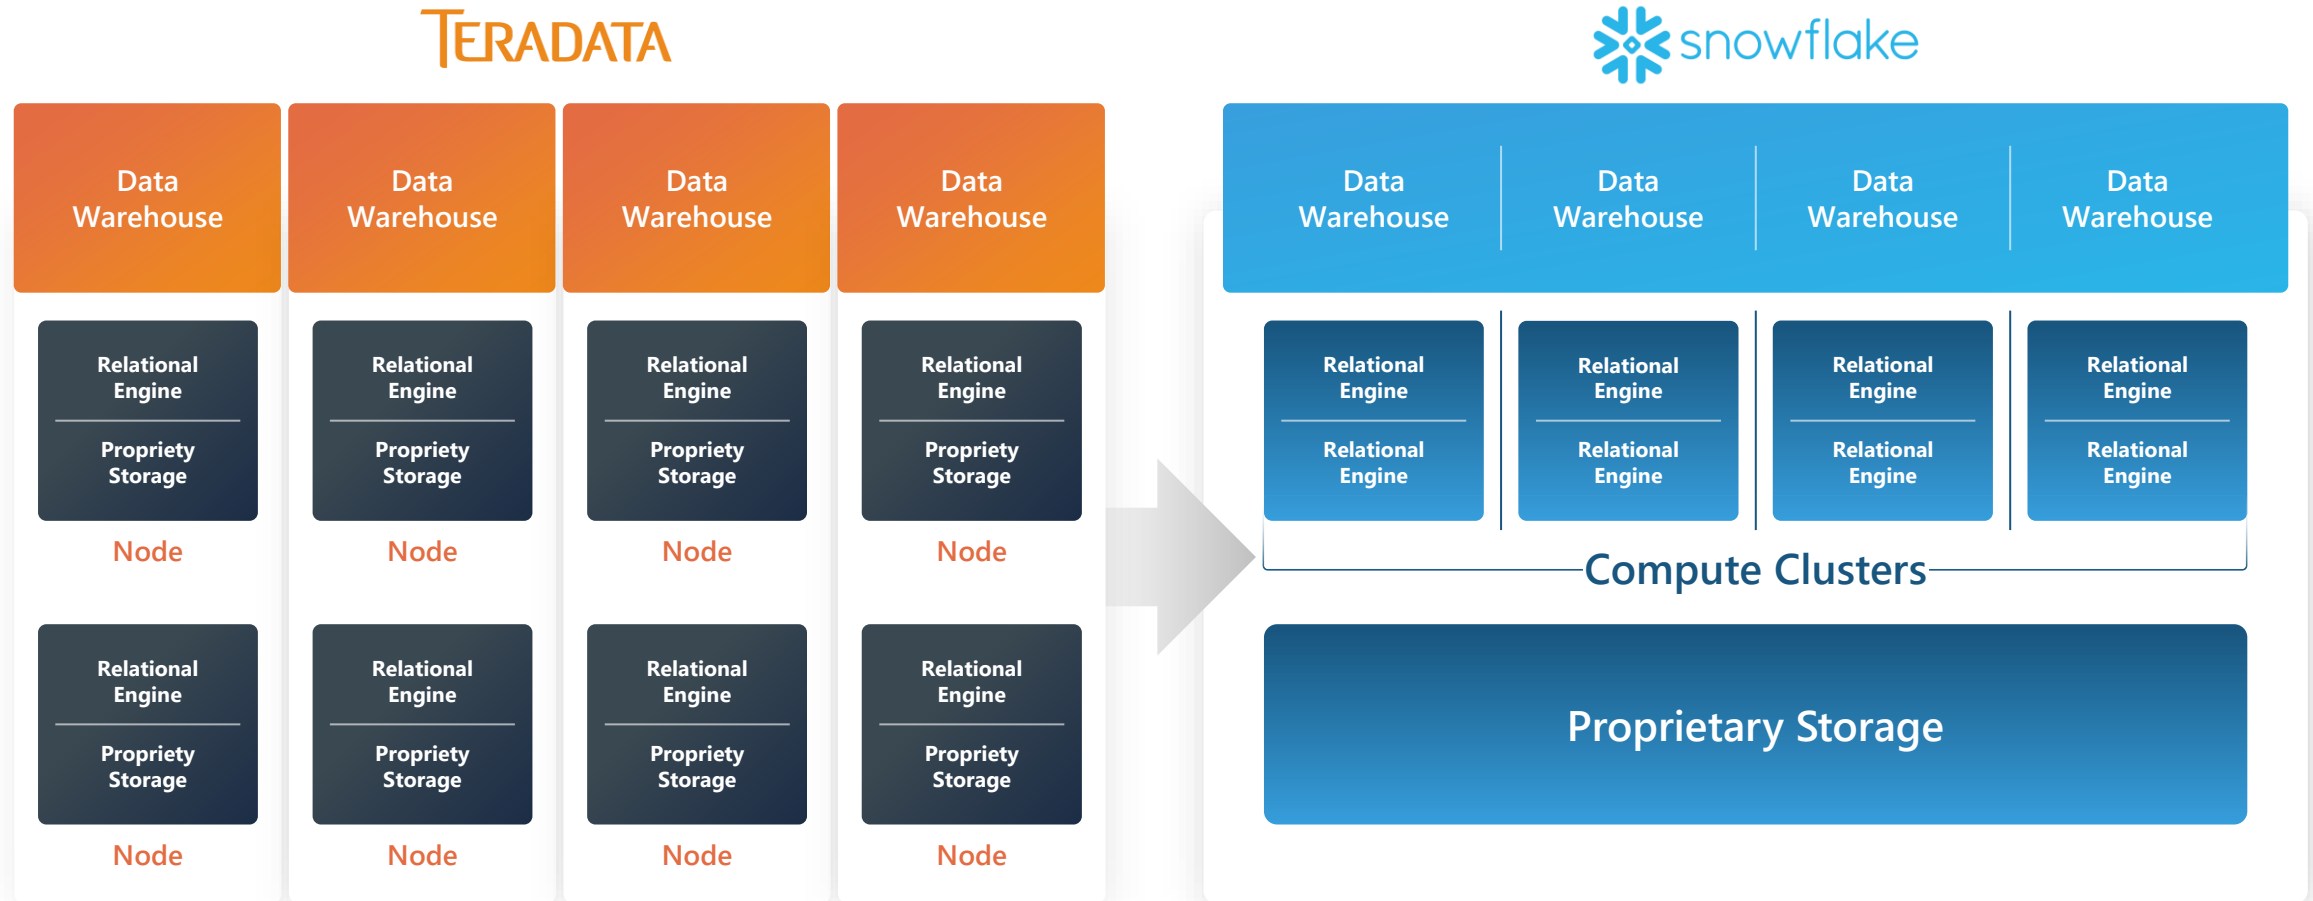 TERADATA
Data
Warehouse
Data
Warehouse
Data
Warehouse
Data
Warehouse
Relational
Engine
Propriety
Storage
Relational
Engine
Propriety
Storage
Relational
Engine
Propriety
Storage
Relational
Engine
Propriety
Storage
Node
Node
Node
Node
Relational
Engine
Propriety
Storage
Relational
Engine
Propriety
Storage
Relational
Engine
Propriety
Storage
Relational
Engine
Propriety
Storage
Node
Node
Node
Node
snowflake
Data
Warehouse
Data
Warehouse
Data
Warehouse
Data
Warehouse
Relational
Engine
Relational
Engine
Relational
Engine
Relational
Engine
Relational
Engine
Relational
Engine
Relational
Engine
Relational
Engine
Compute Clusters
Proprietary Storage